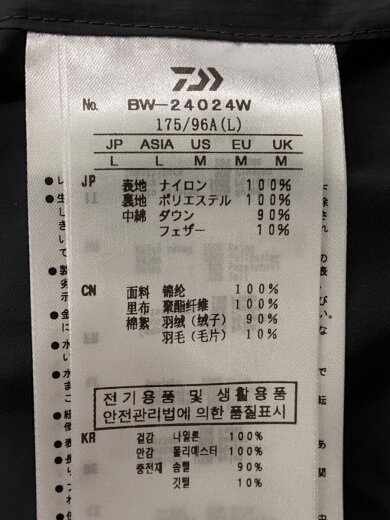 No. BW-24024W
175/96A(L)
JP ASIA US EU UK
L L M M M
JP 表地 ナイロン 100%
裏地 ポリエステル 100%
中綿 ダウン 90%
フェザー 10%
CN 面料 锦纶 100%
里布 聚酯纤维 100%
棉絮 羽绒(绒子) 90%
羽毛(毛片) 10%
전기용품 및 생활용품
안전관리법에 의한 품질표시
KR 겉감 나일론 100%
안감 폴리에스터 100%
충전재 솜털 90%
깃털 10%